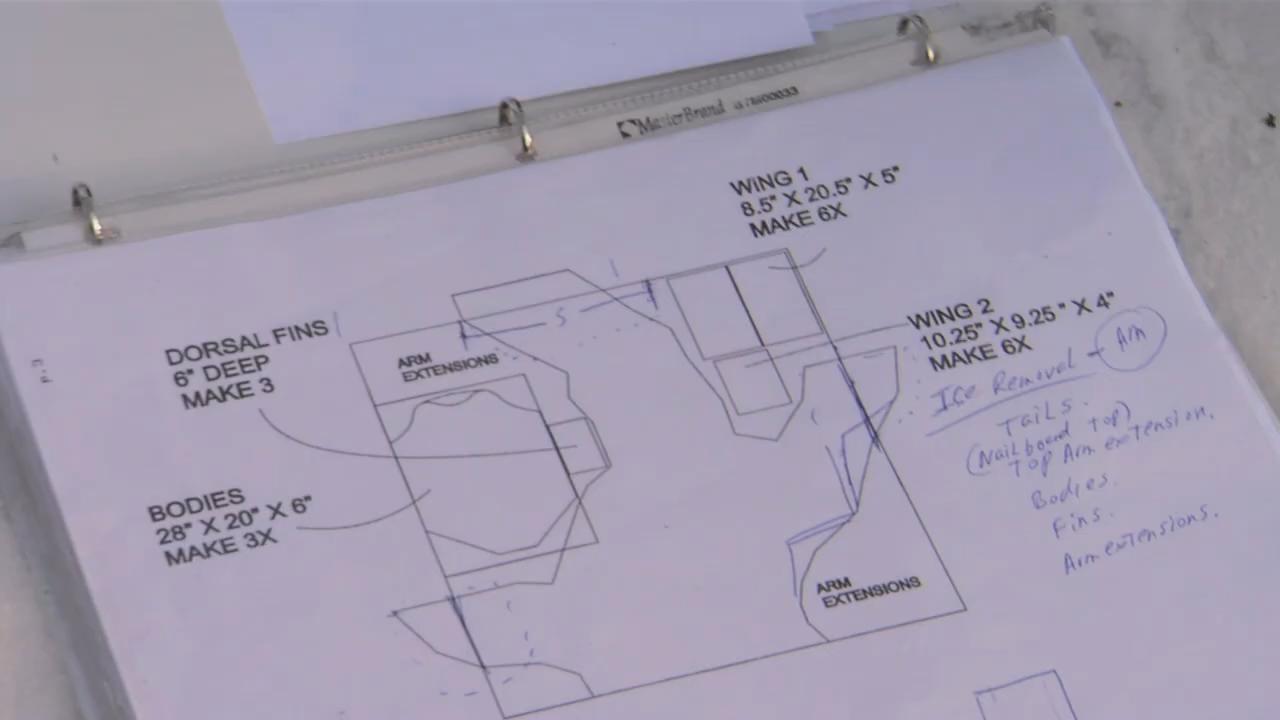 MasterBrand
WING 1
8.5" X 20.5" X 5"
MAKE 6X
WING 2
10.25" X 9.25" X 4"
MAKE 6X
DORSAL FINS
6" DEEP
MAKE 3
ARM
EXTENSIONS
5
BODIES
28" X 20" X 6"
MAKE 3X
Ice Removal - Arm
Tails.
(Nailboard Top)
Top Arm extension.
Bodies.
Fins.
Arm extensions.
ARM
EXTENSIONS